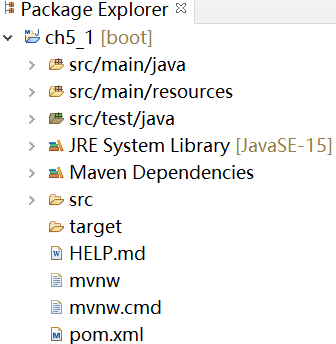 Package Explorer
ch5_1 [boot]
src/main/java
src/main/resources
src/test/java
JRE System Library [JavaSE-15]
Maven Dependencies
src
target
HELP.md
mvnw
mvnw.cmd
pom.xml